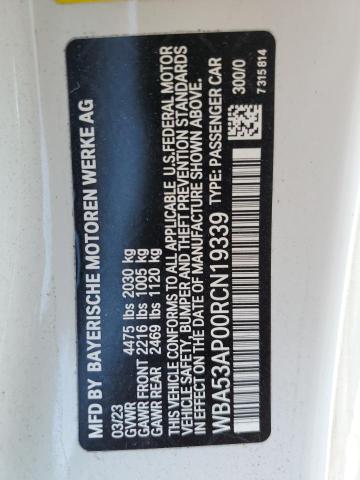 MFD BY BAYERISCHE MOTOREN WERKE AG
03/23
GVWR 4475 lbs 2030 kg
GAWR FRONT 2216 lbs 1005 kg
GAWR REAR 2469 lbs 1120 kg
THIS VEHICLE CONFORMS TO ALL APPLICABLE U.S.FEDERAL MOTOR
VEHICLE SAFETY, BUMPER AND THEFT PREVENTION STANDARDS
IN EFFECT ON THE DATE OF MANUFACTURE SHOWN ABOVE.
WBA53AP00RCN19339 TYPE: PASSENGER CAR
300/0
7315814